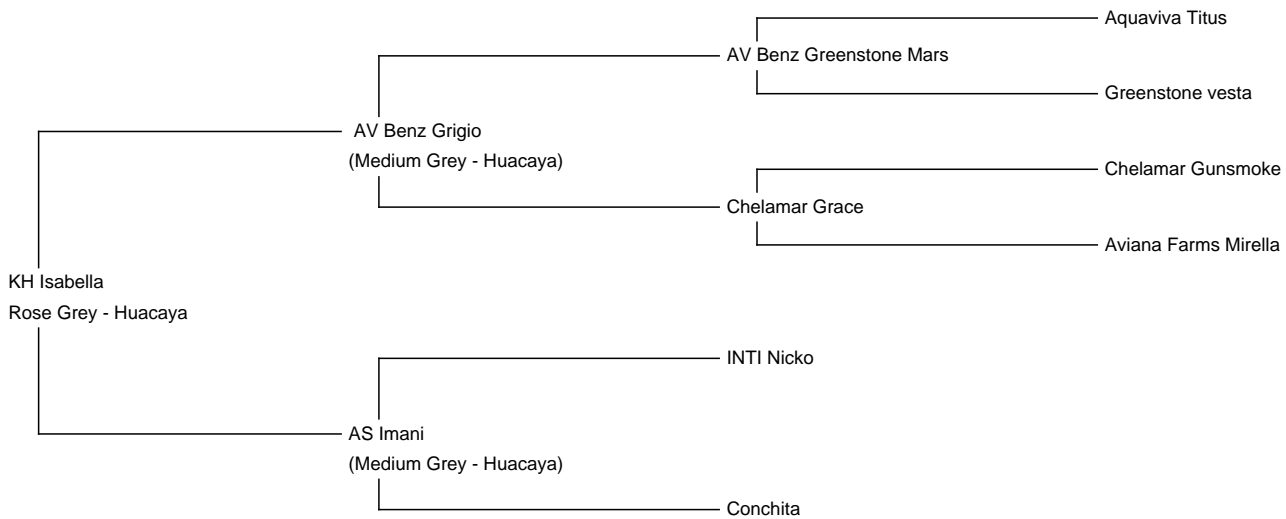 Aquaviva Titus
AV Benz Greenstone Mars
Greenstone vesta
AV Benz Grigio
(Medium Grey - Huacaya)
Chelamar Gunsmoke
Chelamar Grace
Aviana Farms Mirella
KH Isabella
Rose Grey - Huacaya
INTI Nicko
AS Imani
(Medium Grey - Huacaya)
Conchita